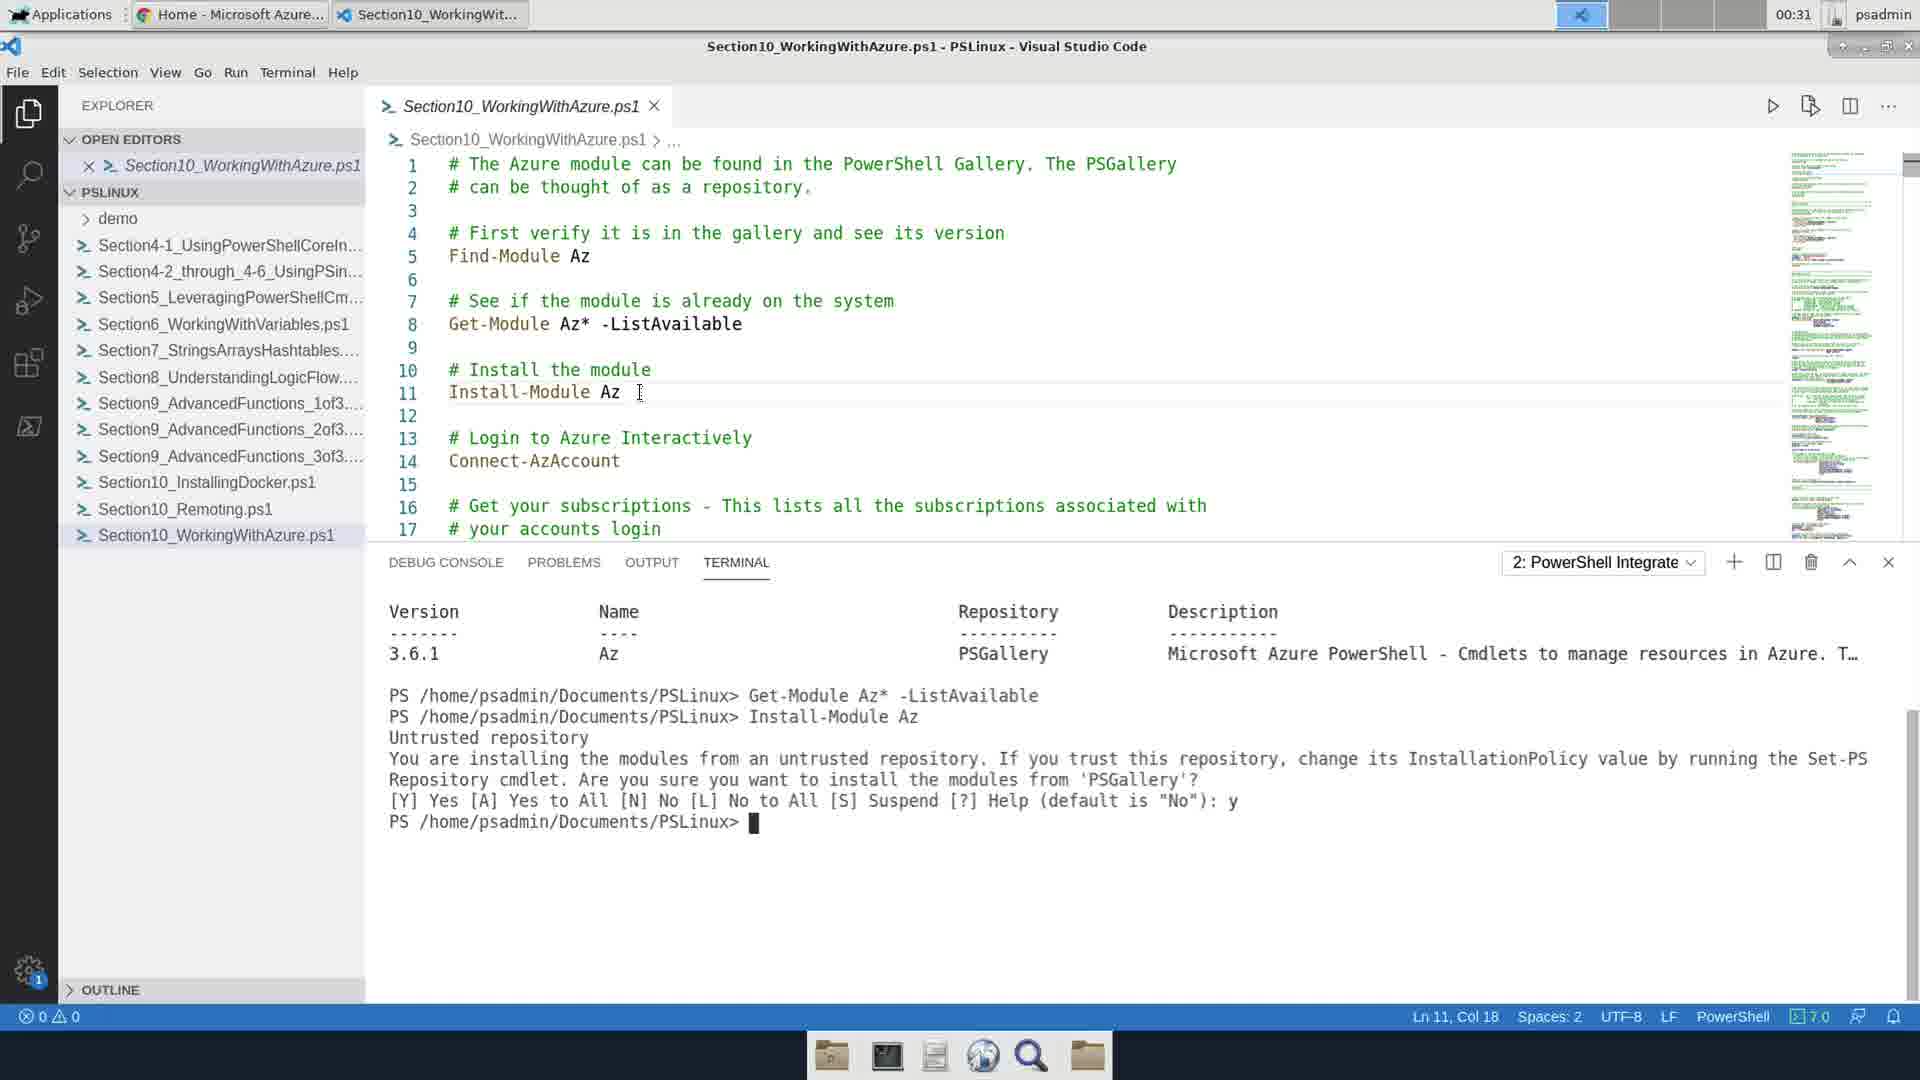 Applications
Home - Microsoft Azure...
Section10_WorkingWit...
00:31
psadmin
Section10_WorkingWithAzure.ps1 - PSLinux - Visual Studio Code
File Edit Selection View Go Run Terminal Help
EXPLORER
OPEN EDITORS
Section10_WorkingWithAzure.ps1
PSLINUX
demo
Section4-1_UsingPowerShellCoreIn...
Section4-2_through_4-6_UsingPSin...
Section5_LeveragingPowerShellCm...
Section6_WorkingWithVariables.ps1
Section7_StringsArraysHashtables....
Section8_UnderstandingLogicFlow....
Section9_AdvancedFunctions_1of3....
Section9_AdvancedFunctions_2of3....
Section9_AdvancedFunctions_3of3....
Section10_InstallingDocker.ps1
Section10_Remoting.ps1
Section10_WorkingWithAzure.ps1
OUTLINE
Section10_WorkingWithAzure.ps1
Section10_WorkingWithAzure.ps1 > ...
1 # The Azure module can be found in the PowerShell Gallery. The PSGallery
2 # can be thought of as a repository.
3
4 # First verify it is in the gallery and see its version
5 Find-Module Az
6
7 # See if the module is already on the system
8 Get-Module Az* -ListAvailable
9
10 # Install the module
11 Install-Module Az
12
13 # Login to Azure Interactively
14 Connect-AzAccount
15
16 # Get your subscriptions - This lists all the subscriptions associated with
17 # your accounts login
DEBUG CONSOLE PROBLEMS OUTPUT TERMINAL
2: PowerShell Integrate
Version Name Repository Description
------- ---- ---------- -----------
3.6.1 Az PSGallery Microsoft Azure PowerShell - Cmdlets to manage resources in Azure. T…
PS /home/psadmin/Documents/PSLinux> Get-Module Az* -ListAvailable
PS /home/psadmin/Documents/PSLinux> Install-Module Az
Untrusted repository
You are installing the modules from an untrusted repository. If you trust this repository, change its InstallationPolicy value by running the Set-PS
Repository cmdlet. Are you sure you want to install the modules from 'PSGallery'?
[Y] Yes [A] Yes to All [N] No [L] No to All [S] Suspend [?] Help (default is "No"): y
PS /home/psadmin/Documents/PSLinux>
1
0 0
Ln 11, Col 18 Spaces: 2 UTF-8 LF PowerShell 7.0